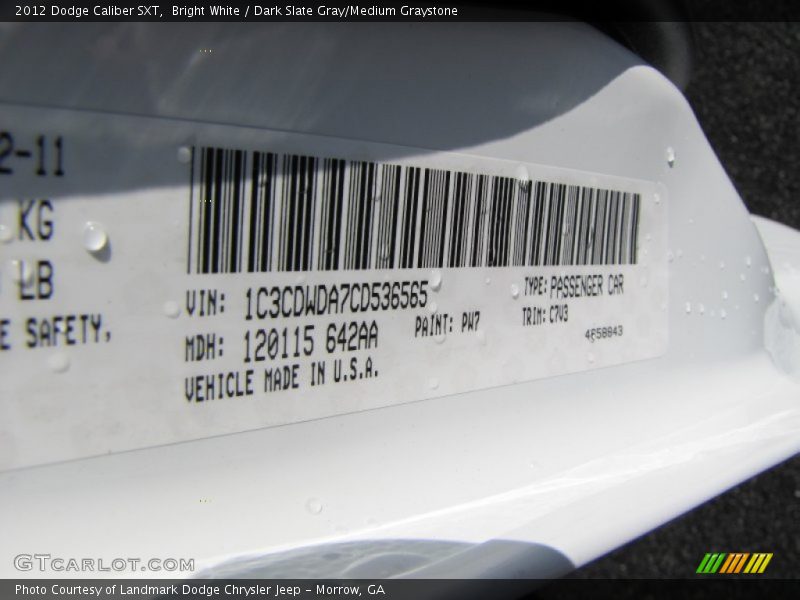 2012 Dodge Caliber SXT, Bright White / Dark Slate Gray/Medium Graystone
2-11
KG
LB
E SAFETY,
VIN: 1C3CDWDA7CD536565
TYPE: PASSENGER CAR
MDH: 120115 642AA
PAINT: PW7
TRIM: C7V3
4658843
VEHICLE MADE IN U.S.A.
GTCARLOT.COM
Photo Courtesy of Landmark Dodge Chrysler Jeep - Morrow, GA